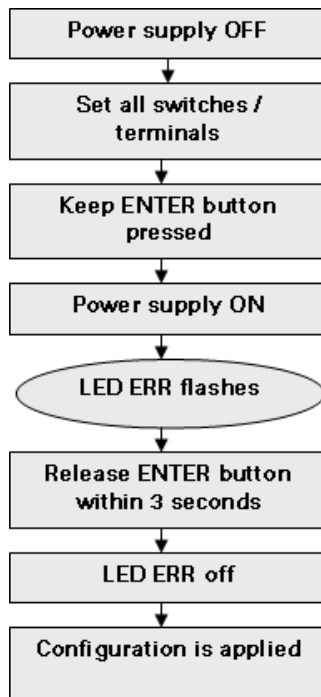 Power supply OFF
Set all switches /
terminals
Keep ENTER button
pressed
Power supply ON
LED ERR flashes
Release ENTER button
within 3 seconds
LED ERR off
Configuration is applied